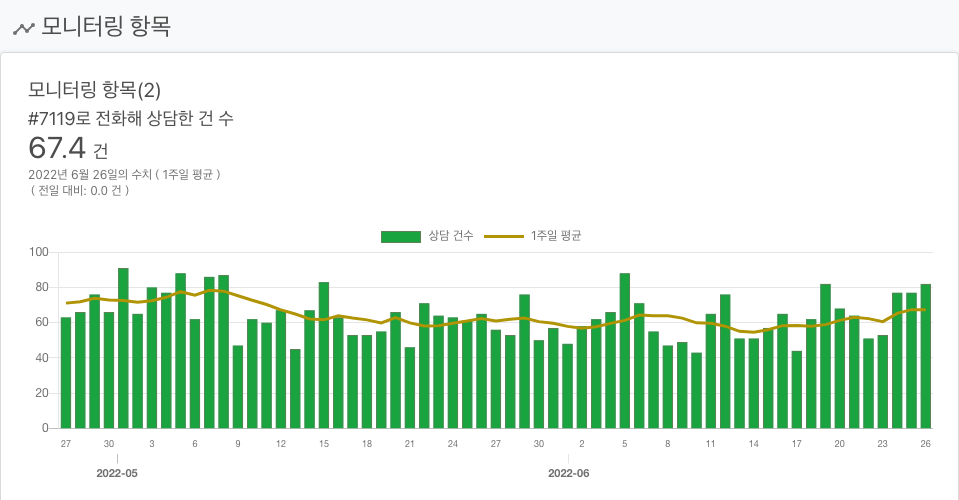 모니터링 항목
모니터링 항목(2)
#7119로 전화해 상담한 건 수
67.4 건
2022년 6월 26일의 수치 ( 1주일 평균 )
( 전일 대비: 0.0 건 )
상담 건수 1주일 평균
100
80
60
40
20
0
27 30 3 6 9 12 15 18 21 24 27 30 2 5 8 11 14 17 20 23 26
2022-05 2022-06